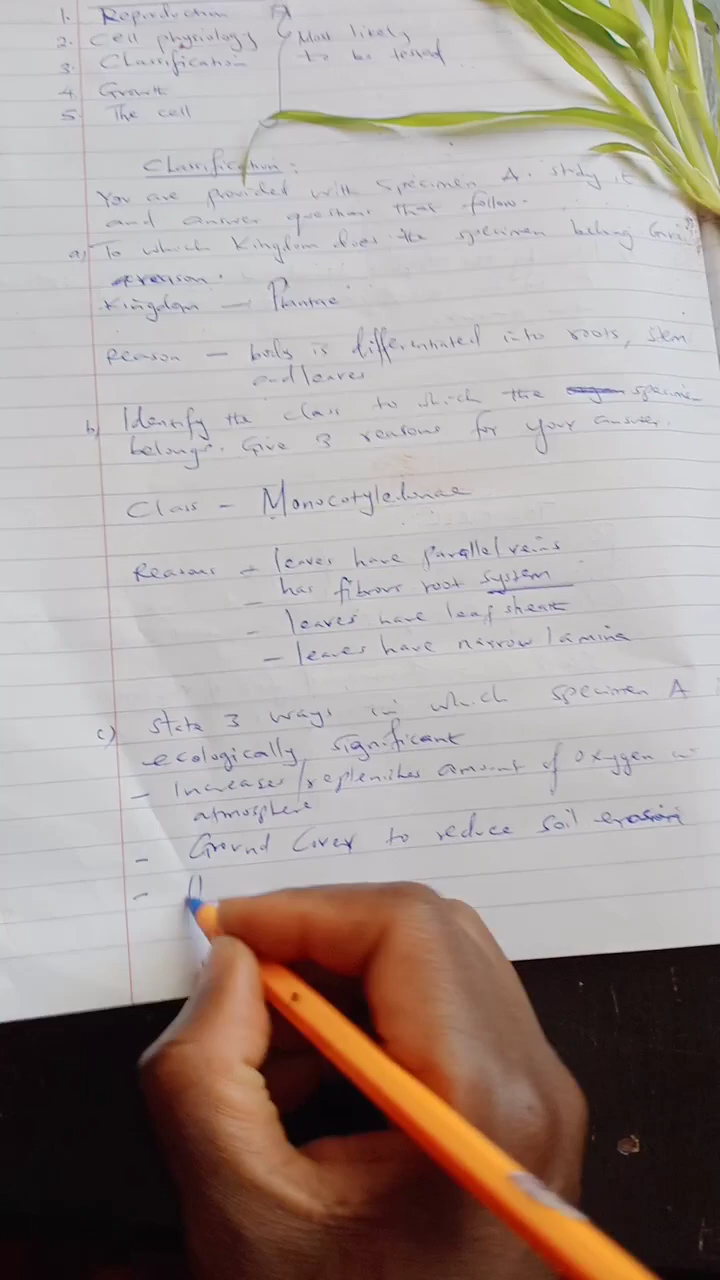 1. Reproduction
2. Cell physiology
3. Classification
4. Growth
5. The cell
Most likely
to be tested
Classification:
You are provided with specimen A. study it
and answer questions that follow.
a) To which Kingdom does the specimen belong Give
a reason.
Kingdom — Plantae
Reason — body is differentiated into roots, stem
and leaves
b) Identify the class to which the specimen
belongs. Give 3 reasons for your answer.
Class — Monocotyledonae
Reasons — leaves have parallel veins
— has fibrous root system
— leaves have leaf sheath
— leaves have narrow lamina
c) State 3 ways in which specimen A
ecologically significant
— Increases/replenishes amount of oxygen in
atmosphere
— Ground cover to reduce soil erosion
—